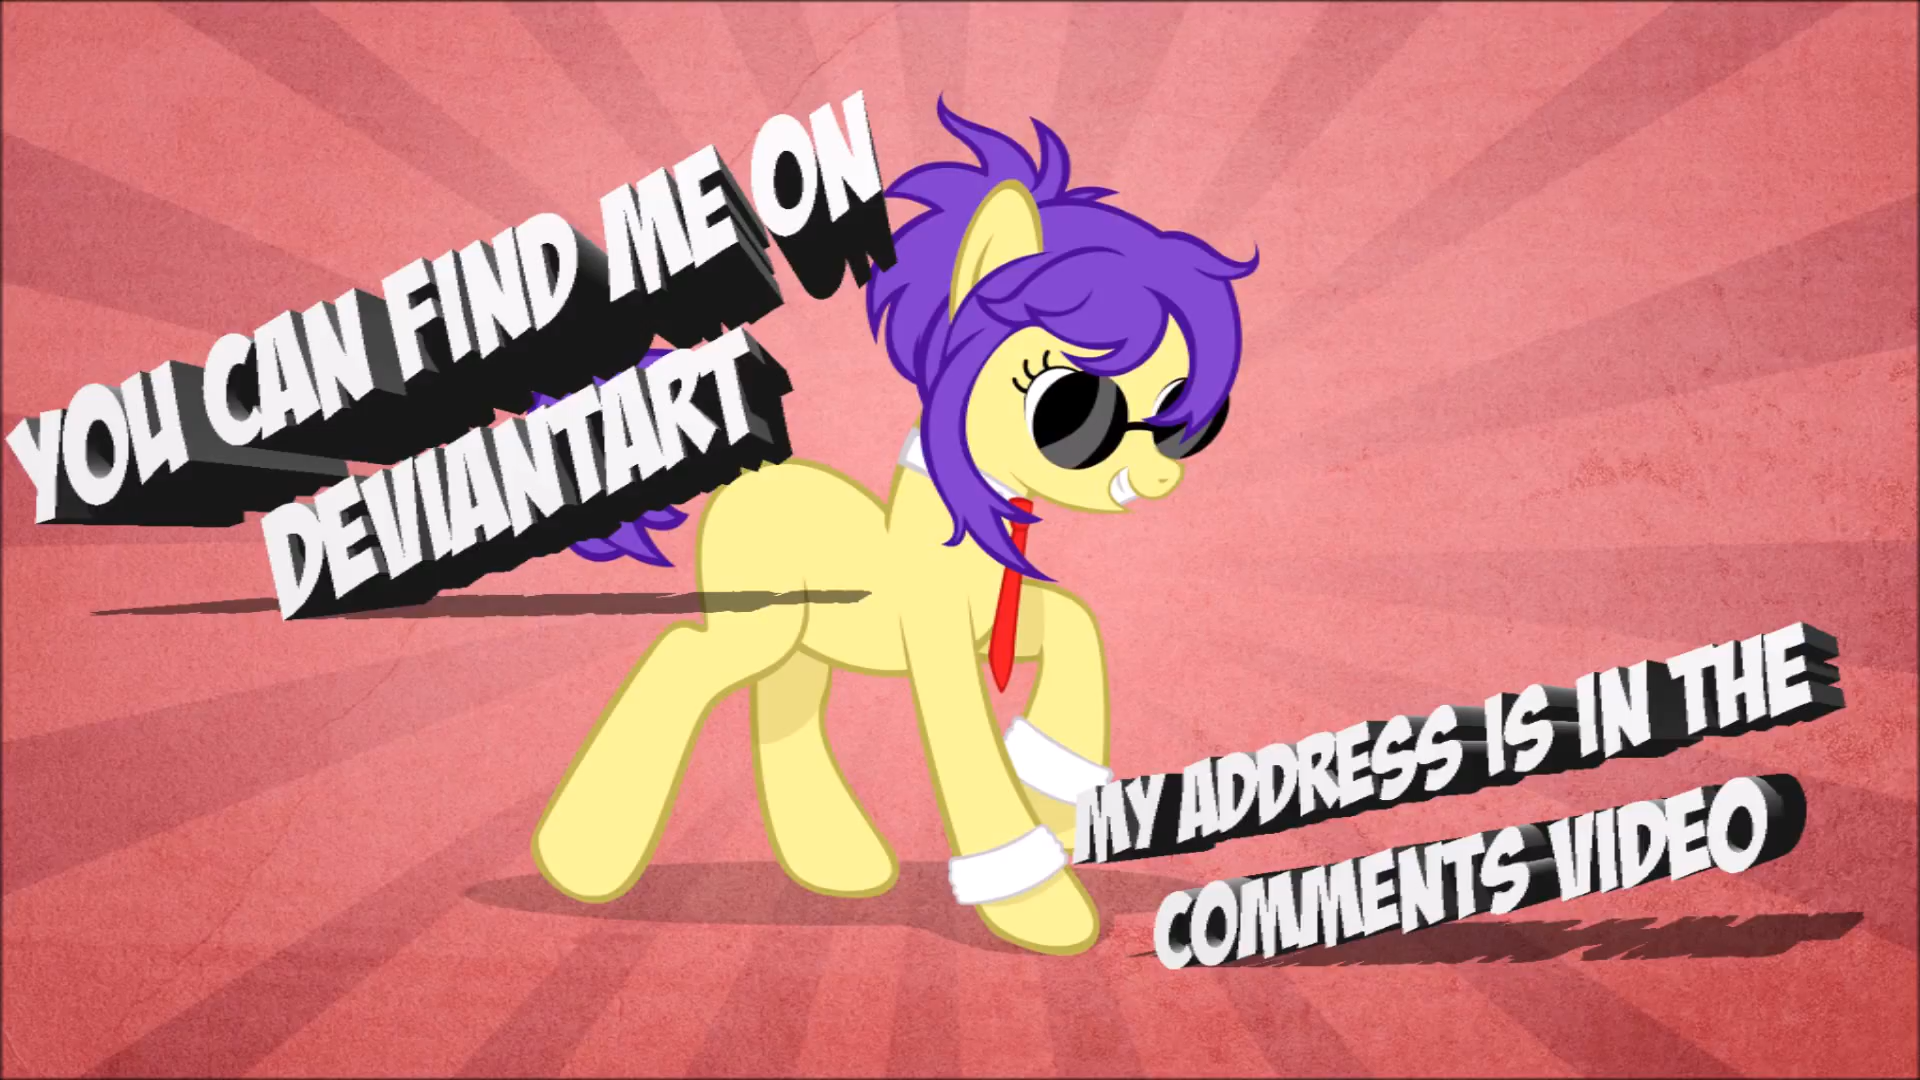 YOU CAN FIND ME ON
DEVIANTART
MY ADDRESS IS IN THE
COMMENTS VIDEO